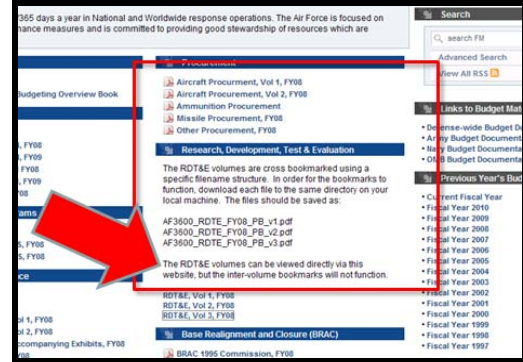 /365 days a year in National and Worldwide response operations. The Air Force is focused on
nance measures and is committed to providing good stewardship of resources which are
Budgeting Overview Book
, FY08
, FY09
FY08
, FY09
FY08
ams
S, FY08
S, FY08
ce
ol 1, FY08
ol 2, FY08
ccompanying Exhibits, FY08
Y08
Procurement
Aircraft Procurment, Vol 1, FY08
Aircraft Procurement, Vol 2, FY08
Ammunition Procurement
Missile Procurement, FY08
Other Procurement, FY08
Research, Development, Test & Evaluation
The RDT&E volumes are cross bookmarked using a
specific filename structure. In order for the bookmarks to
function, download each file to the same directory on your
local machine. The files should be saved as:
AF3600_RDTE_FY08_PB_v1.pdf
AF3600_RDTE_FY08_PB_v2.pdf
AF3600_RDTE_FY08_PB_v3.pdf
The RDT&E volumes can be viewed directly via this
website, but the inter-volume bookmarks will not function.
RDT&E, Vol 1, FY08
RDT&E, Vol 2, FY08
RDT&E, Vol 3, FY08
Base Realignment and Closure (BRAC)
BRAC 1995 Commission, FY08
Search
search FM
Advanced Search
View All RSS
Links to Budget Mat
Defense-wide Budget D
Army Budget Documenta
Navy Budget Documenta
OMB Budget Documenta
Previous Year's Bud
Current Fiscal Year
Fiscal Year 2010
Fiscal Year 2009
Fiscal Year 2008
Fiscal Year 2007
Fiscal Year 2006
Fiscal Year 2005
Fiscal Year 2004
Fiscal Year 2003
Fiscal Year 2002
Fiscal Year 2001
Fiscal Year 2000
Fiscal Year 1999
Fiscal Year 1998
Fiscal Year 1997